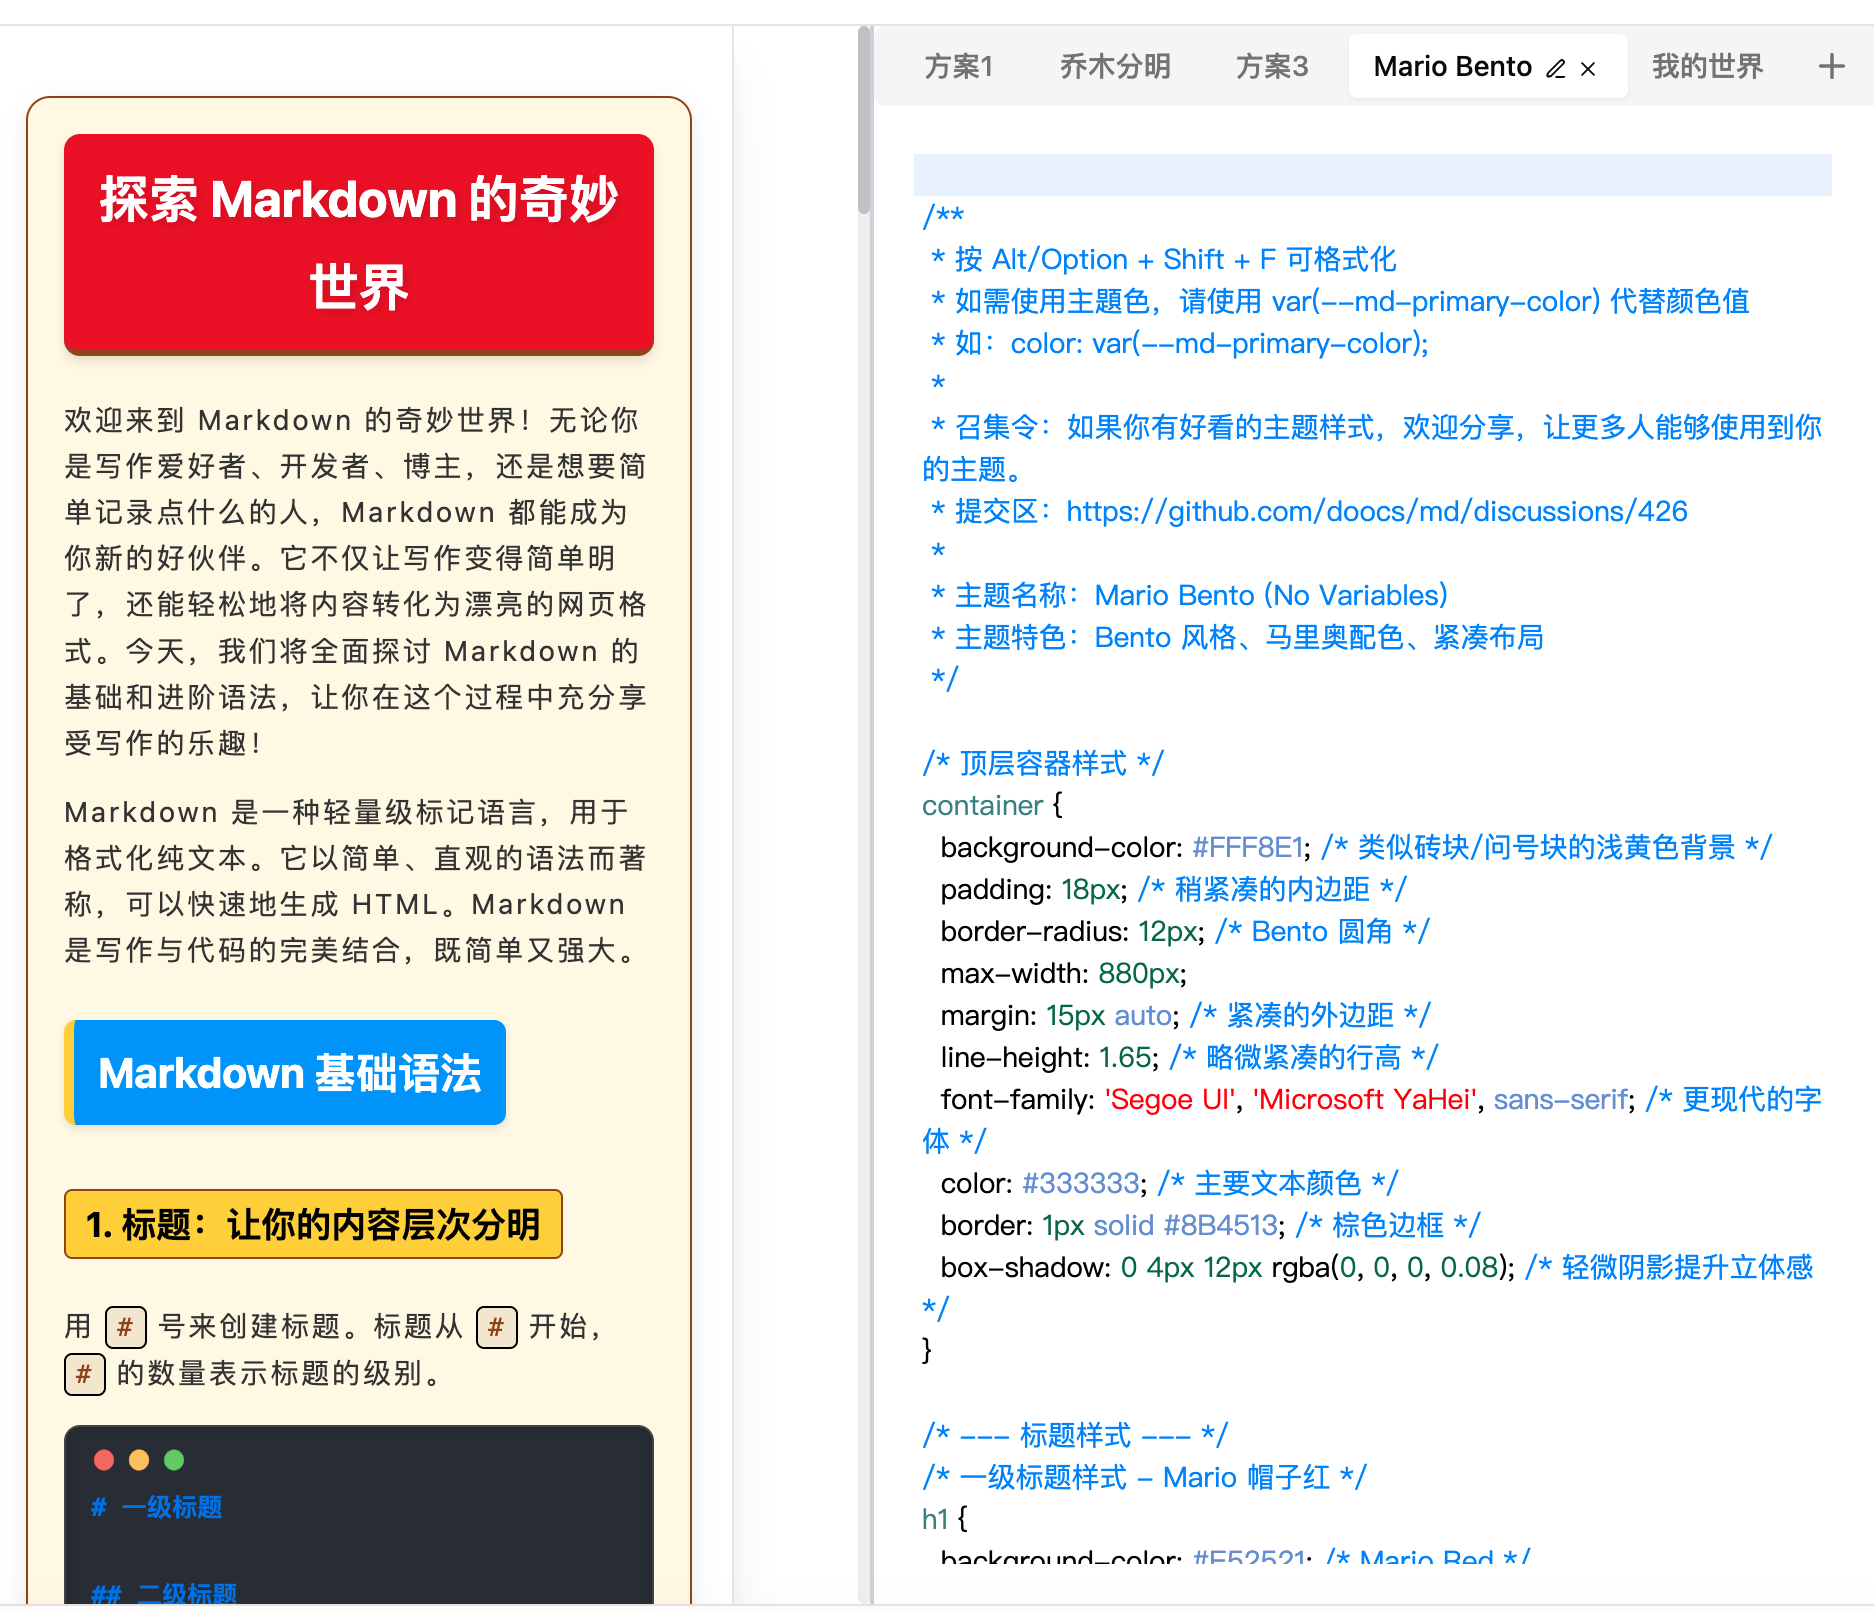 探索 Markdown 的奇妙
世界
欢迎来到 Markdown 的奇妙世界！无论你
是写作爱好者、开发者、博主，还是想要简
单记录点什么的人，Markdown 都能成为
你新的好伙伴。它不仅让写作变得简单明
了，还能轻松地将内容转化为漂亮的网页格
式。今天，我们将全面探讨 Markdown 的
基础和进阶语法，让你在这个过程中充分享
受写作的乐趣！
Markdown 是一种轻量级标记语言，用于
格式化纯文本。它以简单、直观的语法而著
称，可以快速地生成 HTML。Markdown
是写作与代码的完美结合，既简单又强大。
Markdown 基础语法
1. 标题：让你的内容层次分明
用 # 号来创建标题。标题从 # 开始，
# 的数量表示标题的级别。
# 一级标题
## 二级标题
方案1 乔木分明 方案3 Mario Bento 我的世界
/**
* 按 Alt/Option + Shift + F 可格式化
* 如需使用主題色，请使用 var(--md-primary-color) 代替颜色值
* 如：color: var(--md-primary-color);
*
* 召集令：如果你有好看的主题样式，欢迎分享，让更多人能够使用到你
的主题。
* 提交区：https://github.com/doocs/md/discussions/426
*
* 主题名称：Mario Bento (No Variables)
* 主题特色：Bento 风格、马里奥配色、紧凑布局
*/
/* 顶层容器样式 */
container {
background-color: #FFF8E1; /* 类似砖块/问号块的浅黄色背景 */
padding: 18px; /* 稍紧凑的内边距 */
border-radius: 12px; /* Bento 圆角 */
max-width: 880px;
margin: 15px auto; /* 紧凑的外边距 */
line-height: 1.65; /* 略微紧凑的行高 */
font-family: 'Segoe UI', 'Microsoft YaHei', sans-serif; /* 更现代的字
体 */
color: #333333; /* 主要文本颜色 */
border: 1px solid #8B4513; /* 棕色边框 */
box-shadow: 0 4px 12px rgba(0, 0, 0, 0.08); /* 轻微阴影提升立体感
*/
}
/* --- 标题样式 --- */
/* 一级标题样式 - Mario 帽子红 */
h1 {
background-color: #E52521; /* Mario Red */